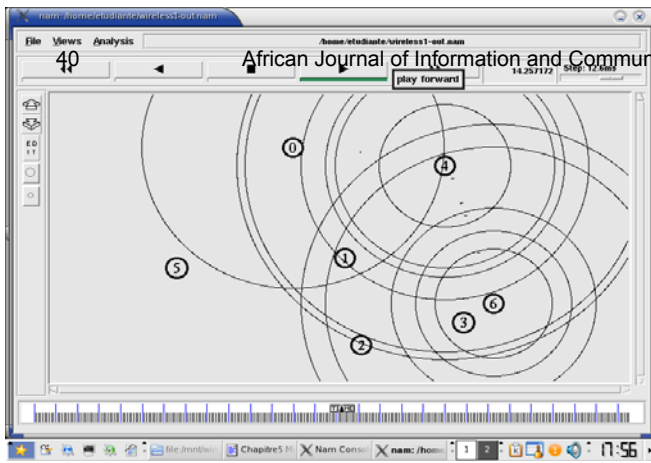 nam: /home/etudiante/wireless1-out.nam
File Views Analysis /home/etudiante/wireless1-out.nam
40 African Journal of Information and Commun
14.257172 Step: 12.6ms
play forward
0
4
1
5
6
3
2
TIME
file:/mnt/win Chapitre5 M Nam Conso nam: /home 1 2 17:56